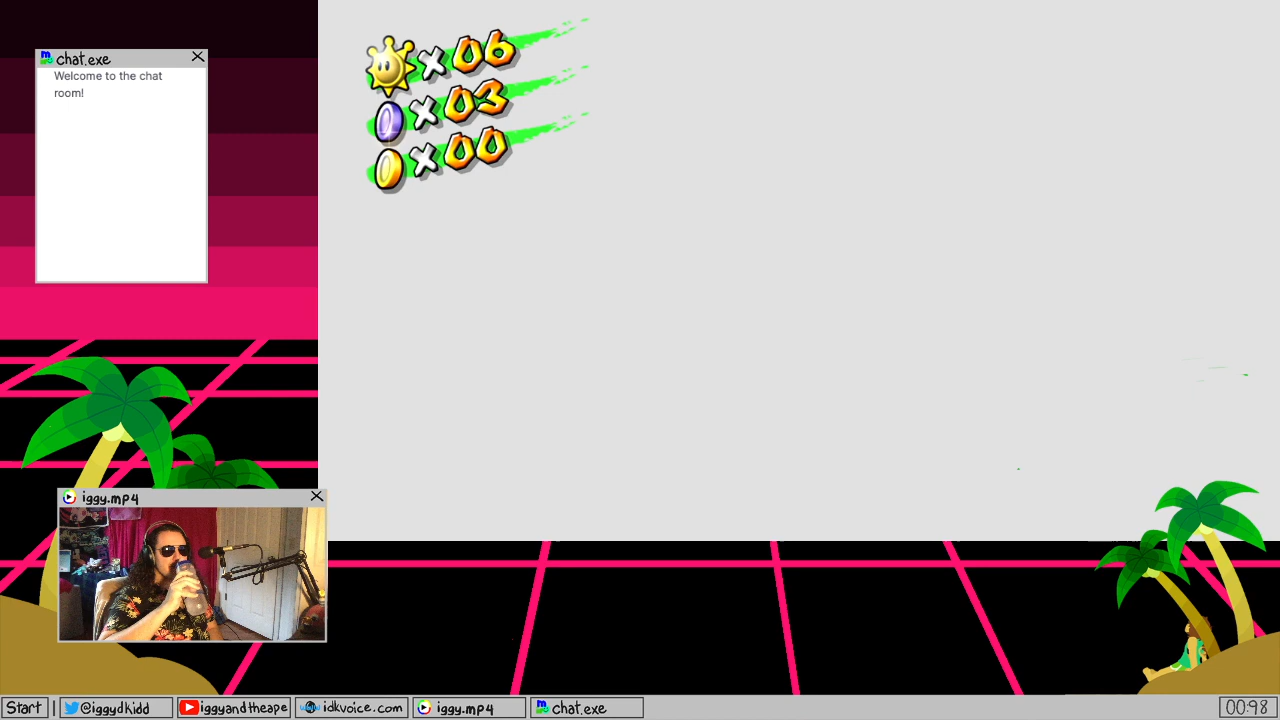 chat.exe
Welcome to the chat
room!
x 06
x 03
x 00
iggy.mp4
Start | @iggydkidd iggyandtheape www idkvoice.com iggy.mp4 chat.exe 00:98